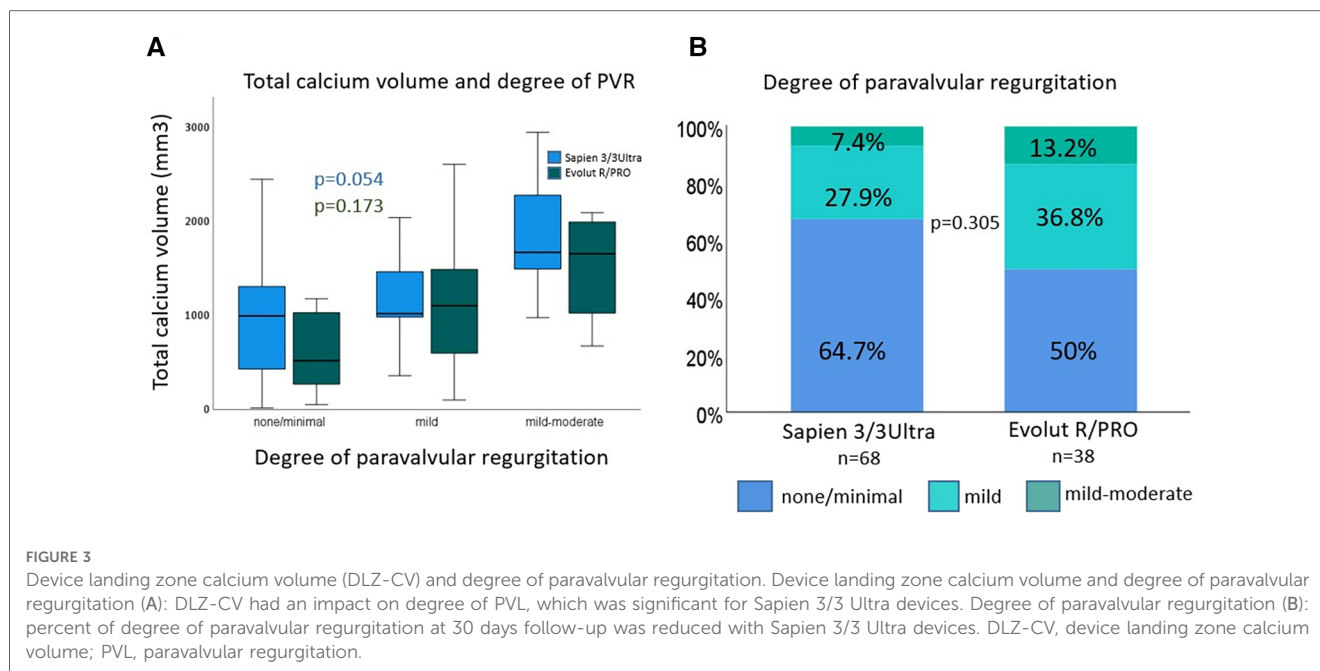 A
Total calcium volume and degree of PVR
Total calcium volume (mm3)
3000
2000
1000
0
Sapien 3/3Ultra
Evolut R/PRO
p=0.054
p=0.173
none/minimal
mild
mild-moderate
Degree of paravalvular regurgitation
B
Degree of paravalvular regurgitation
100%
80%
60%
40%
20%
0%
7.4%
27.9%
64.7%
p=0.305
13.2%
36.8%
50%
Sapien 3/3Ultra
n=68
Evolut R/PRO
n=38
none/minimal
mild
mild-moderate
FIGURE 3
Device landing zone calcium volume (DLZ-CV) and degree of paravalvular regurgitation. Device landing zone calcium volume and degree of paravalvular
regurgitation (A): DLZ-CV had an impact on degree of PVL, which was significant for Sapien 3/3 Ultra devices. Degree of paravalvular regurgitation (B):
percent of degree of paravalvular regurgitation at 30 days follow-up was reduced with Sapien 3/3 Ultra devices. DLZ-CV, device landing zone calcium
volume; PVL, paravalvular regurgitation.